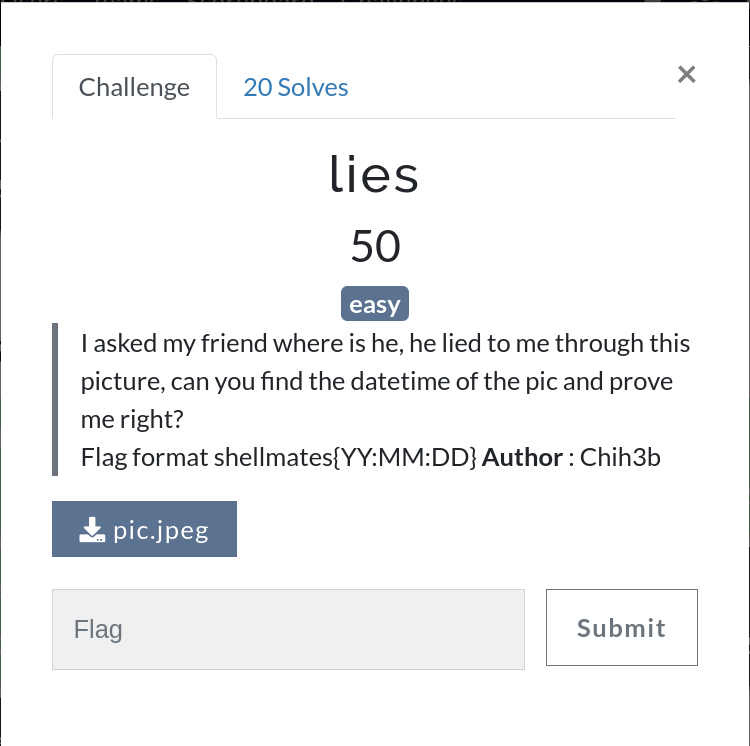 Challenge
20 Solves
×
lies
50
easy
I asked my friend where is he, he lied to me through this
picture, can you find the datetime of the pic and prove
me right?
Flag format shellmates{YY:MM:DD} Author : Chih3b
pic.jpeg
Flag
Submit